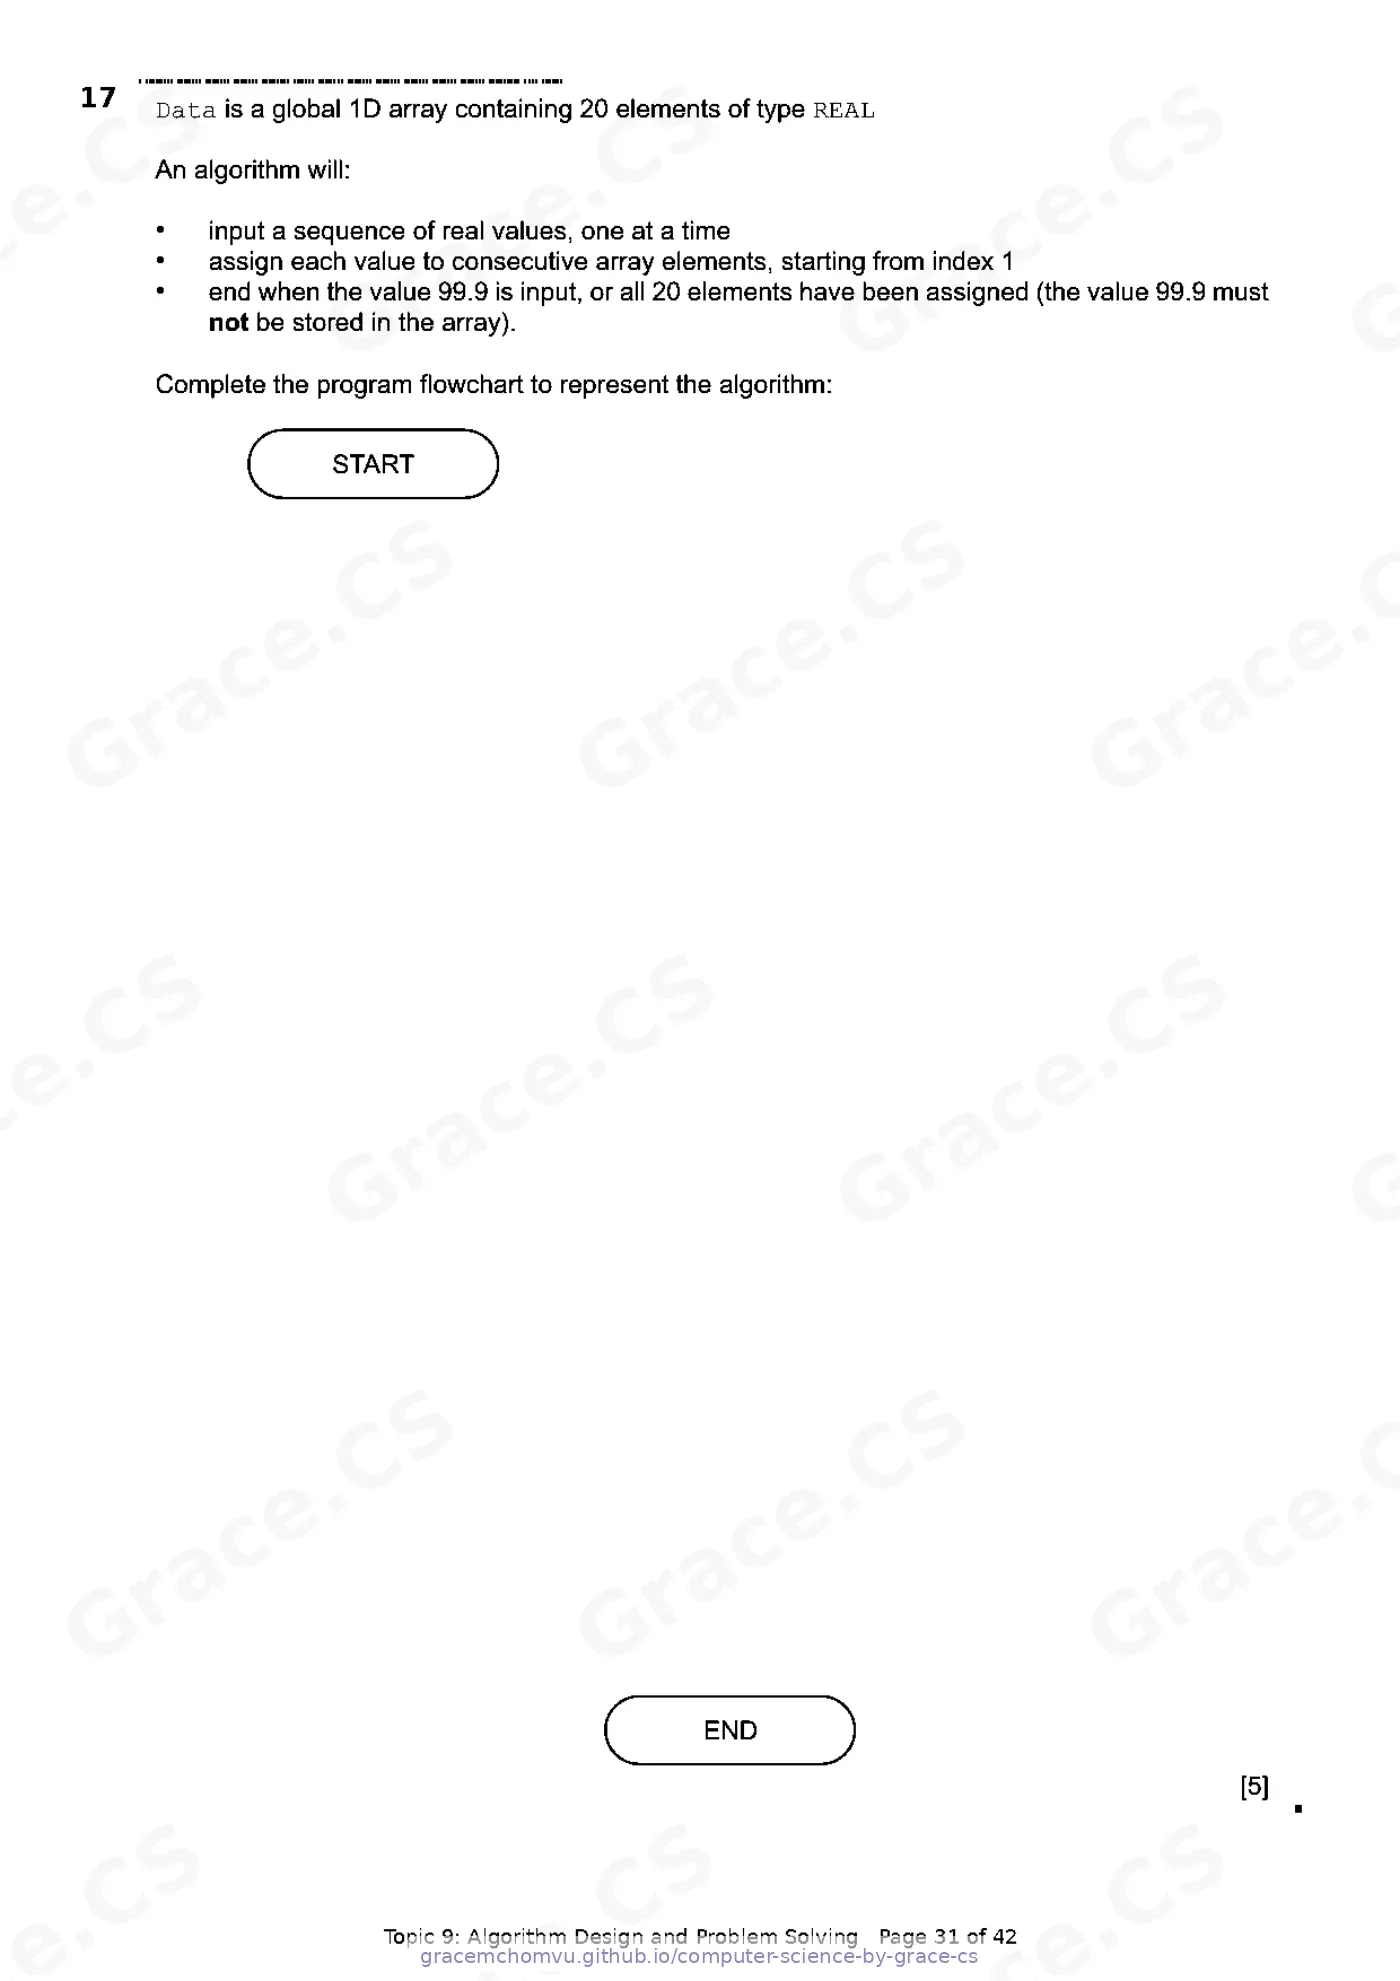 17
Data is a global 1D array containing 20 elements of type REAL
An algorithm will:
• input a sequence of real values, one at a time
• assign each value to consecutive array elements, starting from index 1
• end when the value 99.9 is input, or all 20 elements have been assigned (the value 99.9 must
not be stored in the array).
Complete the program flowchart to represent the algorithm:
START
END
[5]
Topic 9: Algorithm Design and Problem Solving Page 31 of 42
gracemchomvu.github.io/computer-science-by-grace-cs
Grace.CS